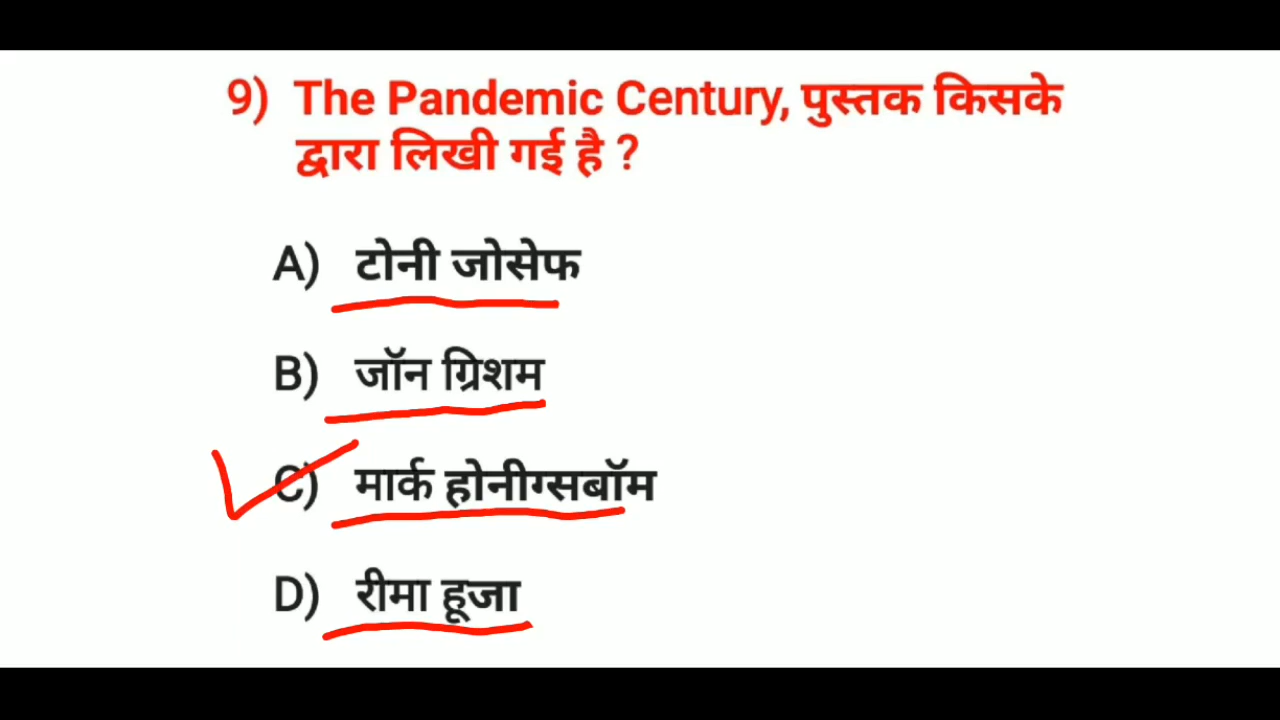 9) The Pandemic Century, पुस्तक किसके
द्वारा लिखी गई है ?
A) टोनी जोसेफ
B) जॉन ग्रिशम
C) मार्क होनीग्सबॉम
D) रीमा हूजा